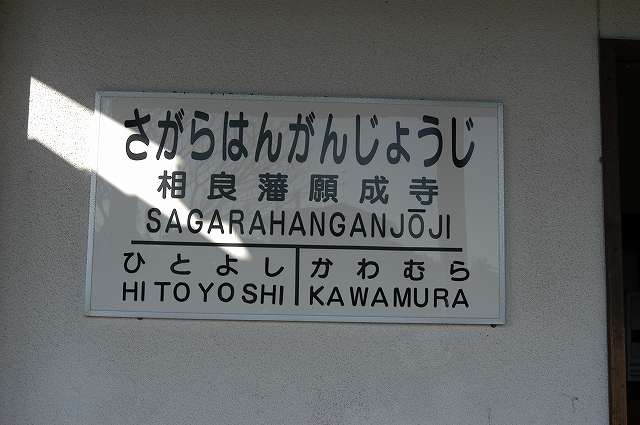 さがらはんがんじょうじ
相良藩願成寺
SAGARAHANGANJŌJI
ひとよし かわむら
HITOYOSHI KAWAMURA